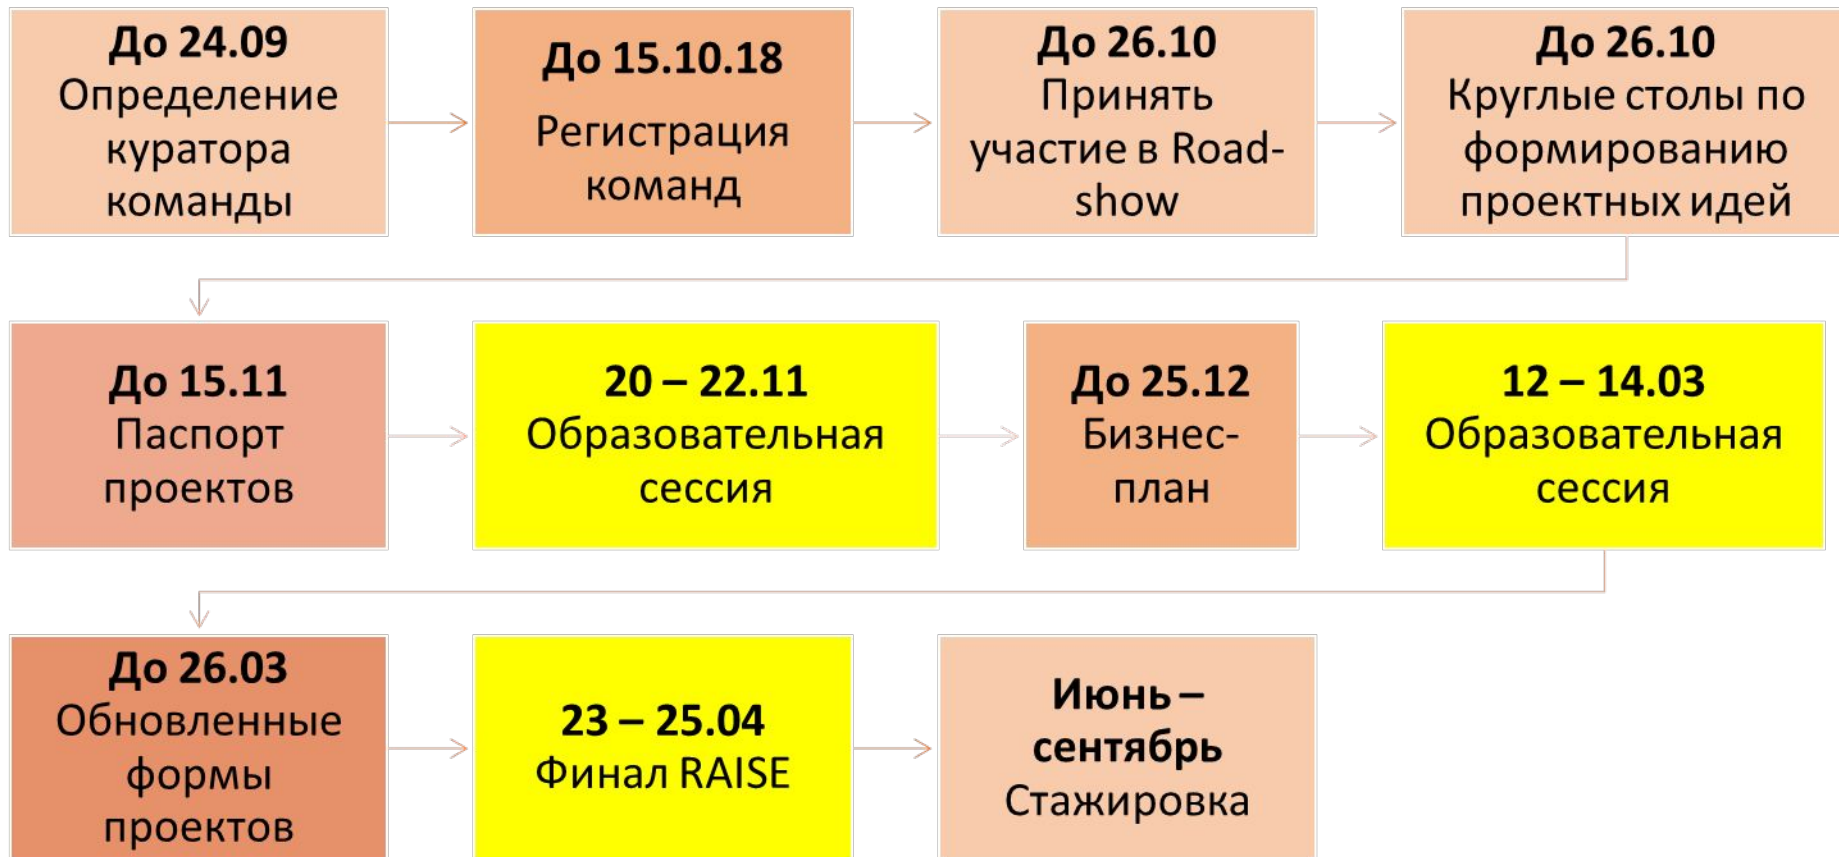 До 24.09
Определение
куратора
команды
До 15.10.18
Регистрация
команд
До 26.10
Принять
участие в Road-
show
До 26.10
Круглые столы по
формированию
проектных идей
До 15.11
Паспорт
проектов
20 – 22.11
Образовательная
сессия
До 25.12
Бизнес-
план
12 – 14.03
Образовательная
сессия
До 26.03
Обновленные
формы
проектов
23 – 25.04
Финал RAISE
Июнь –
сентябрь
Стажировка